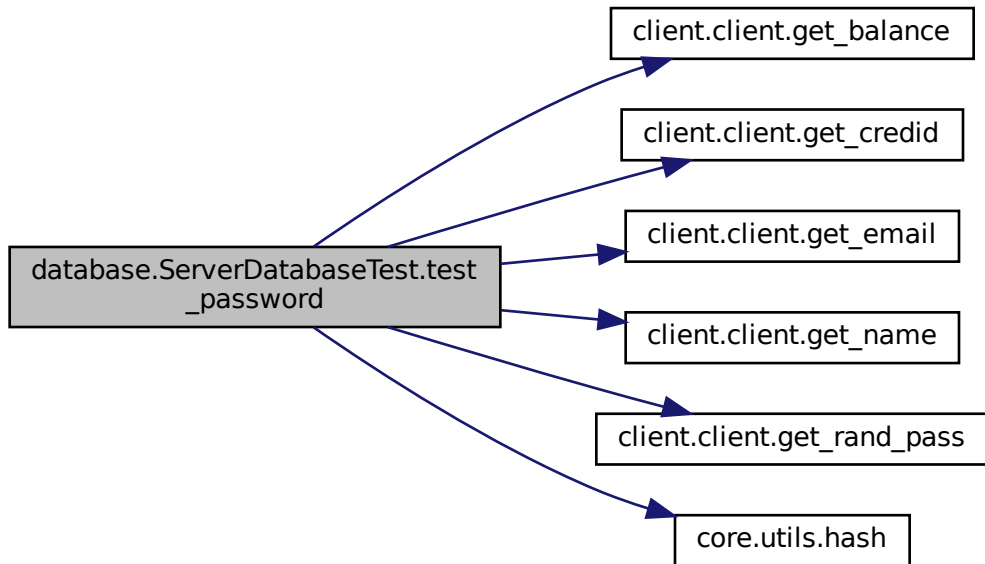 client.client.get_balance
client.client.get_credid
client.client.get_email
database.ServerDatabaseTest.test
_password
client.client.get_name
client.client.get_rand_pass
core.utils.hash